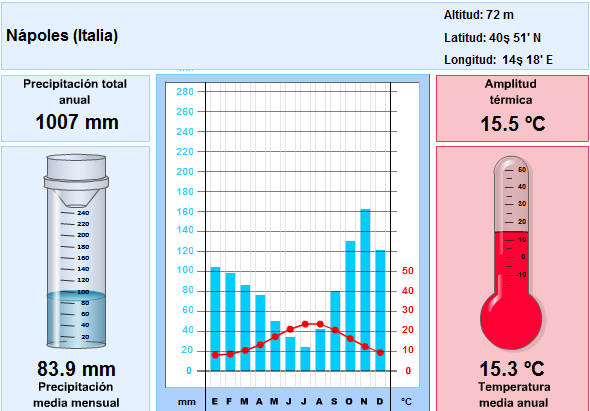 Nápoles (Italia)
Altitud: 72 m
Latitud: 40ş 51' N
Longitud: 14ş 18' E
Precipitación total
anual
1007 mm
240
200
180
160
140
120
100
80
60
40
20
83.9 mm
Precipitación
media mensual
280
260
240
220
200
180
160
140
120
100
80
60
40
20
0
50
40
30
20
10
0
mm E F M A M J J A S O N D °C
Amplitud
térmica
15.5 ºC
50
30
20
10
0
-10
15.3 ºC
Temperatura
media anual